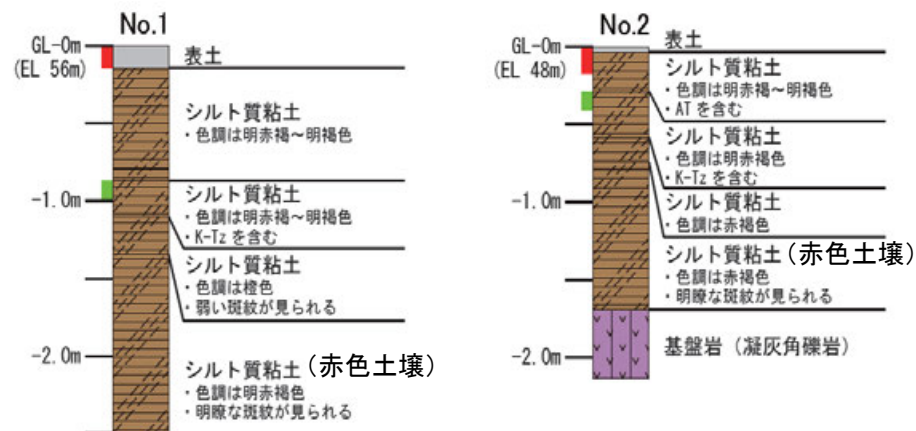 No.1
GL-0m
(EL 56m)
表土
シルト質粘土
・色調は明赤褐~明褐色
-1.0m
シルト質粘土
・色調は明赤褐~明褐色
・K-Tzを含む
シルト質粘土
・色調は橙色
・弱い斑紋が見られる
-2.0m
シルト質粘土(赤色土壌)
・色調は明赤褐色
・明瞭な斑紋が見られる
No.2
GL-0m
(EL 48m)
表土
シルト質粘土
・色調は明赤褐~明褐色
・ATを含む
シルト質粘土
・色調は明赤褐色
・K-Tzを含む
-1.0m
シルト質粘土
・色調は赤褐色
シルト質粘土(赤色土壌)
・色調は赤褐色
・明瞭な斑紋が見られる
-2.0m
基盤岩(凝灰角礫岩)